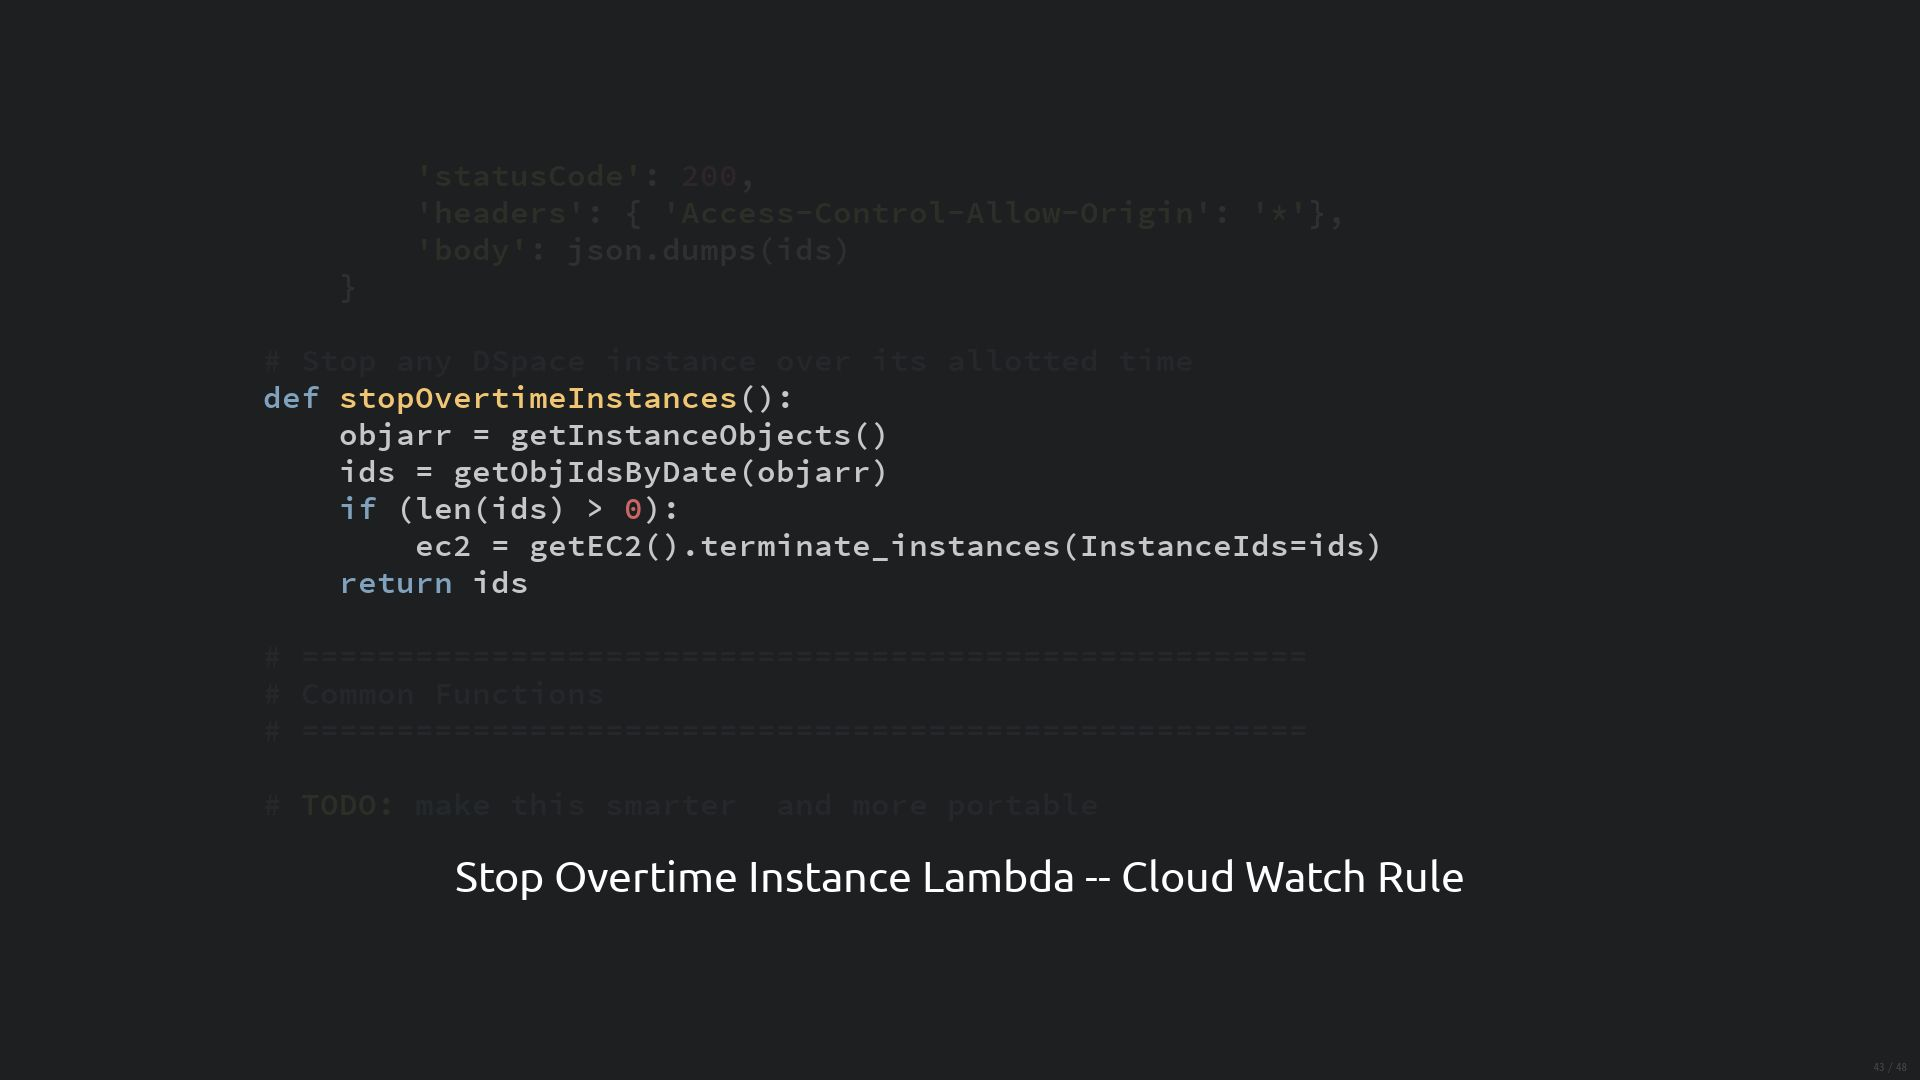 'statusCode': 200,
'headers': { 'Access-Control-Allow-Origin': '*'},
'body': json.dumps(ids)
}
# Stop any DSpace instance over its allotted time
def stopOvertimeInstances():
objarr = getInstanceObjects()
ids = getObjIdsByDate(objarr)
if (len(ids) > 0):
ec2 = getEC2().terminate_instances(InstanceIds=ids)
return ids
# =====================================================
# Common Functions
# =====================================================
# TODO: make this smarter  and more portable
Stop Overtime Instance Lambda -- Cloud Watch Rule
43 / 48